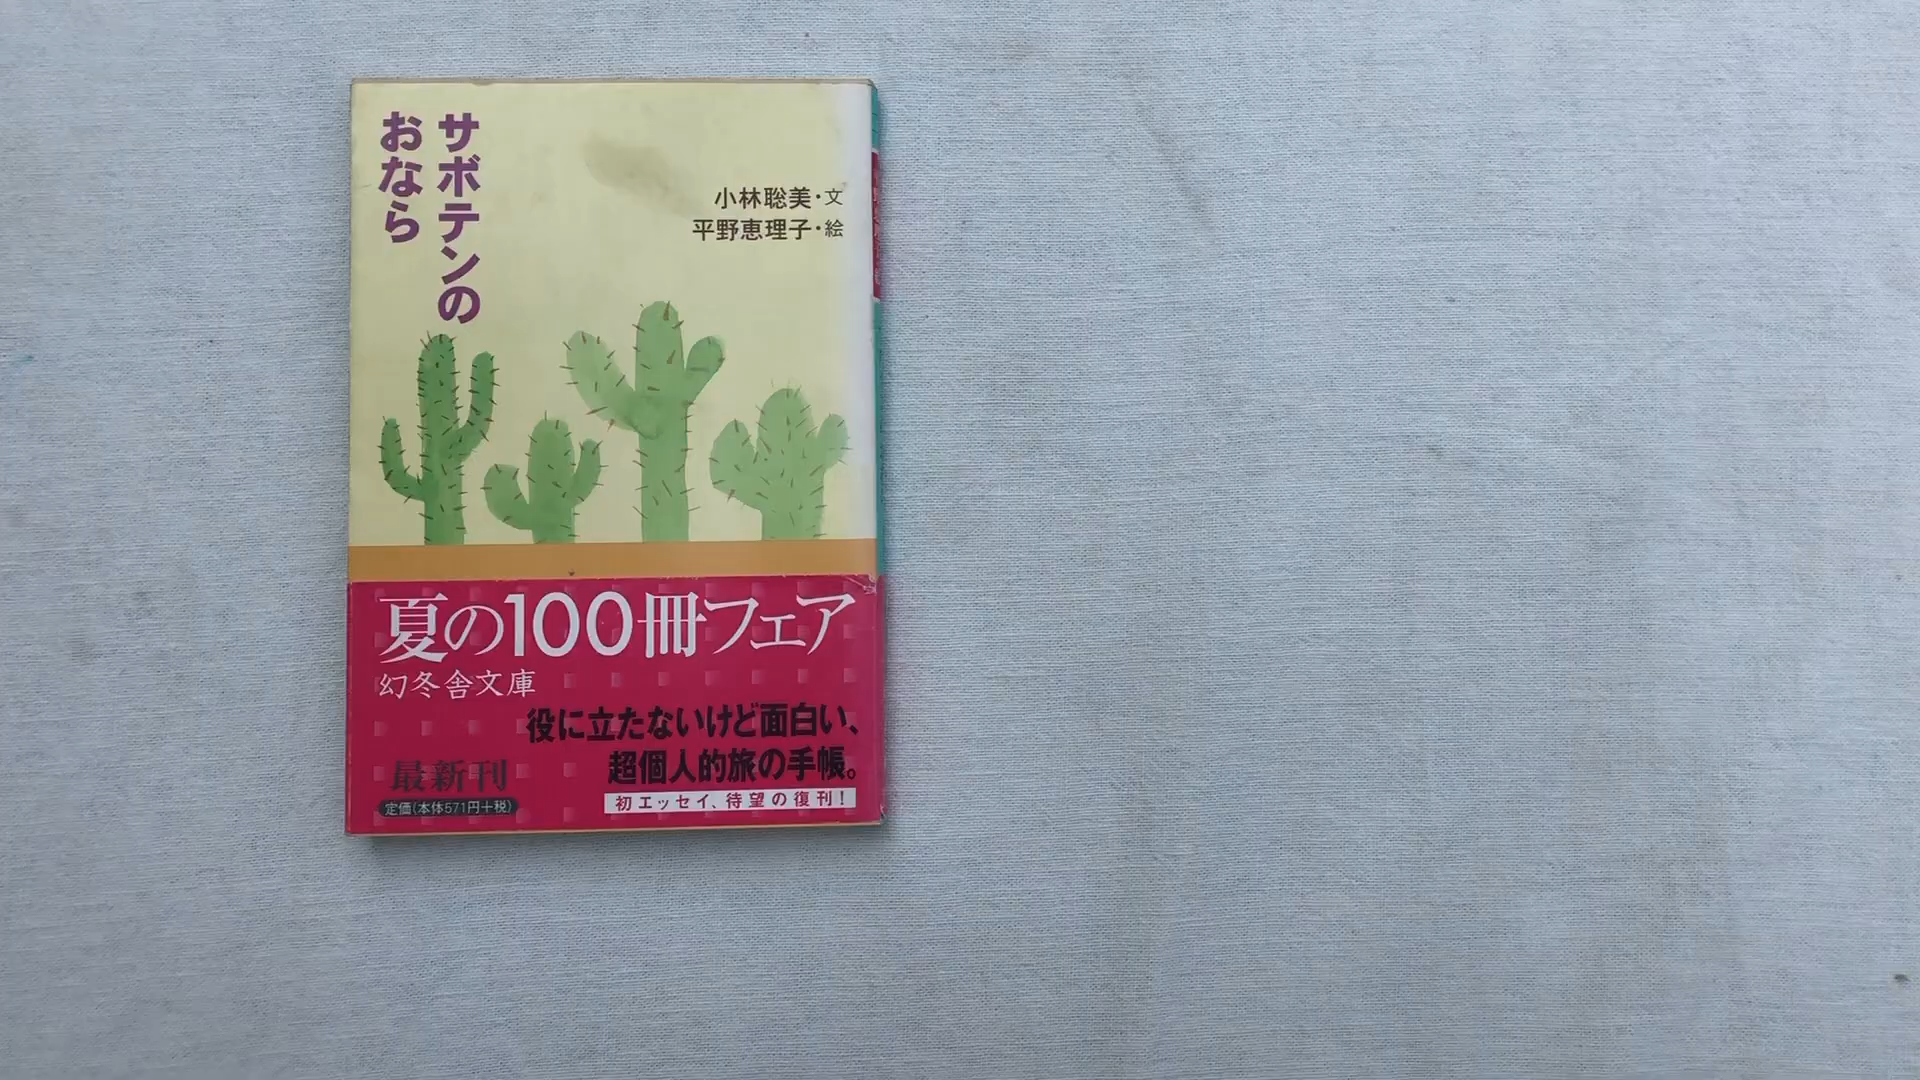 サボテンの
おなら
小林聡美・文
平野恵理子・絵
夏の100冊フェア
幻冬舎文庫
役に立たないけど面白い、
超個人的旅の手帳。
最新刊
定価(本体571円+税)
初エッセイ、待望の復刊!